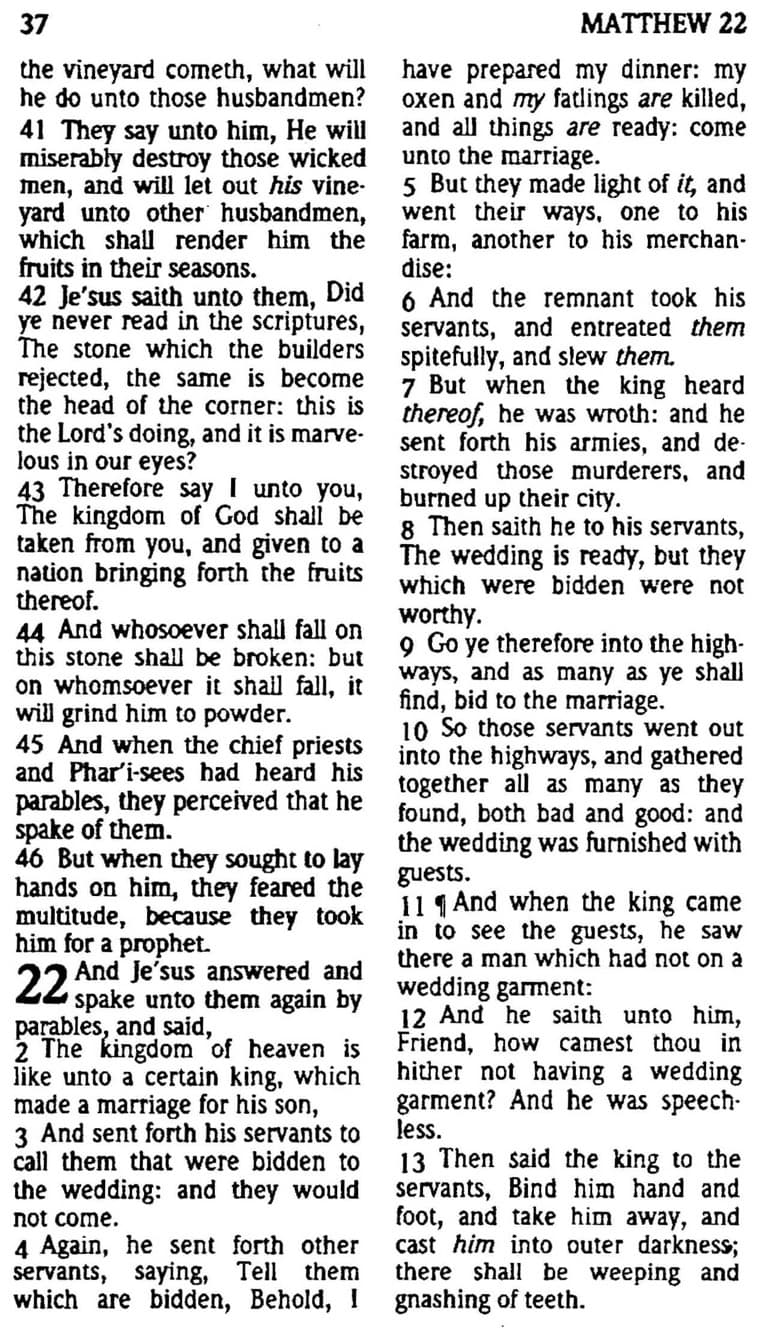 37
MATTHEW 22
the vineyard cometh, what will
he do unto those husbandmen?
41 They say unto him, He will
miserably destroy those wicked
men, and will let out his vine-
yard unto other husbandmen,
which shall render him the
fruits in their seasons.
42 Je'sus saith unto them, Did
ye never read in the scriptures,
The stone which the builders
rejected, the same is become
the head of the corner: this is
the Lord's doing, and it is marve-
lous in our eyes?
43 Therefore say I unto you,
The kingdom of God shall be
taken from you, and given to a
nation bringing forth the fruits
thereof.
44 And whosoever shall fall on
this stone shall be broken: but
on whomsoever it shall fall, it
will grind him to powder.
45 And when the chief priests
and Phar'i-sees had heard his
parables, they perceived that he
spake of them.
46 But when they sought to lay
hands on him, they feared the
multitude, because they took
him for a prophet.
22 And Je'sus answered and
spake unto them again by
parables, and said,
2 The kingdom of heaven is
like unto a certain king, which
made a marriage for his son,
3 And sent forth his servants to
call them that were bidden to
the wedding: and they would
not come.
4 Again, he sent forth other
servants, saying, Tell them
which are bidden, Behold, I
have prepared my dinner: my
oxen and my fatlings are killed,
and all things are ready: come
unto the marriage.
5 But they made light of it, and
went their ways, one to his
farm, another to his merchan-
dise:
6 And the remnant took his
servants, and entreated them
spitefully, and slew them.
7 But when the king heard
thereof, he was wroth: and he
sent forth his armies, and de-
stroyed those murderers, and
burned up their city.
8 Then saith he to his servants,
The wedding is ready, but they
which were bidden were not
worthy.
9 Go ye therefore into the high-
ways, and as many as ye shall
find, bid to the marriage.
10 So those servants went out
into the highways, and gathered
together all as many as they
found, both bad and good: and
the wedding was furnished with
guests.
11 ¶ And when the king came
in to see the guests, he saw
there a man which had not on a
wedding garment:
12 And he saith unto him,
Friend, how camest thou in
hither not having a wedding
garment? And he was speech-
less.
13 Then said the king to the
servants, Bind him hand and
foot, and take him away, and
cast him into outer darkness;
there shall be weeping and
gnashing of teeth.